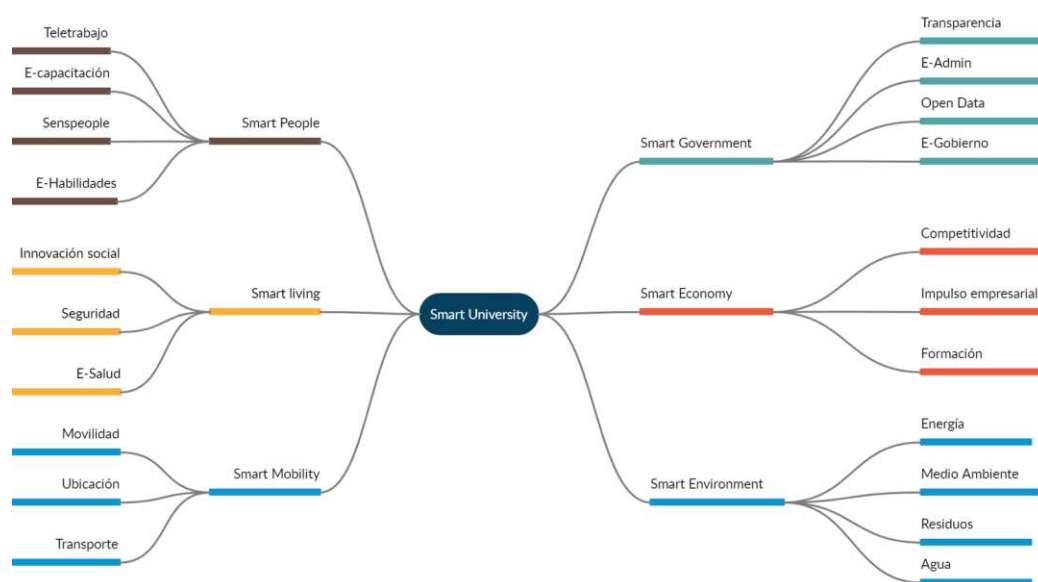 Teletrabajo
E-capacitación
Senspeople
E-Habilidades
Smart People
Innovación social
Seguridad
E-Salud
Smart living
Movilidad
Ubicación
Transporte
Smart Mobility
Smart University
Smart Government
Transparencia
E-Admin
Open Data
E-Gobierno
Smart Economy
Competitividad
Impulso empresarial
Formación
Smart Environment
Energía
Medio Ambiente
Residuos
Agua